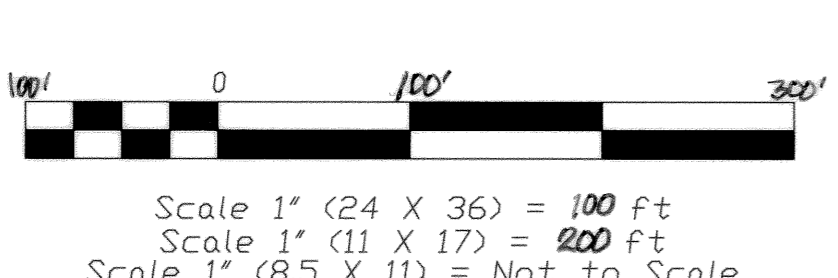 100' 0 100' 300'
Scale 1" (24 X 36) = 100 ft
Scale 1" (11 X 17) = 200 ft
Scale 1" (8.5 X 11) = Not to Scale